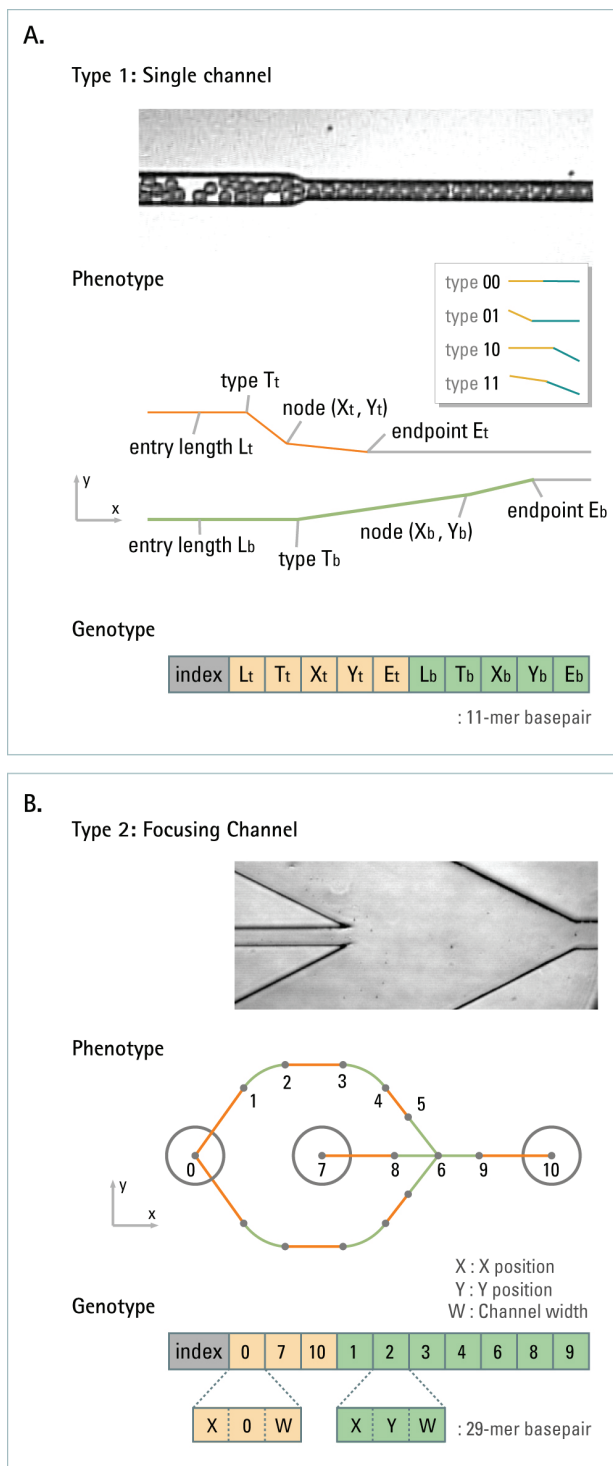 A.
Type 1: Single channel
Phenotype
type 00
type 01
type 10
type 11
type Tt
node (Xt , Yt)
endpoint Et
entry length Lt
y
x
endpoint Eb
node (Xb , Yb)
entry length Lb
type Tb
Genotype
index Lt Tt Xt Yt Et Lb Tb Xb Yb Eb
: 11-mer basepair
B.
Type 2: Focusing Channel
Phenotype
2 3
1 4 5
0 7 8 6 9 10
y
x
X : X position
Y : Y position
W : Channel width
Genotype
index 0 7 10 1 2 3 4 6 8 9
X 0 W X Y W : 29-mer basepair